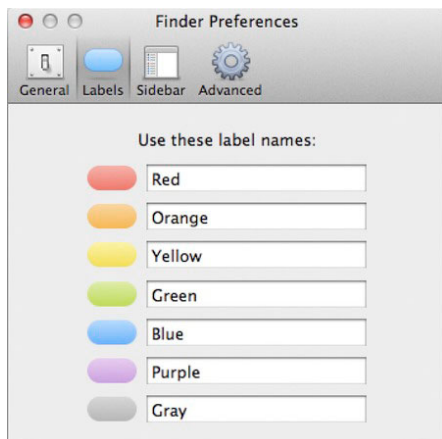 Finder Preferences
General Labels Sidebar Advanced
Use these label names:
Red
Orange
Yellow
Green
Blue
Purple
Gray